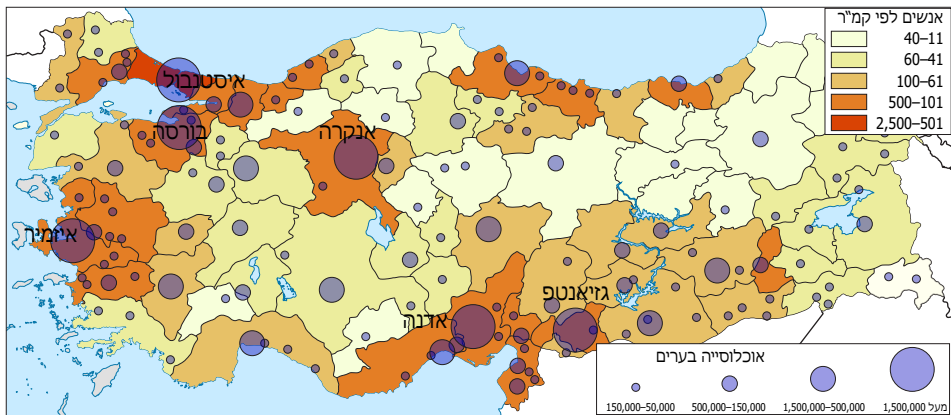 אנשים לפי קמ״ר
40–11
60–41
100–61
500–101
2,500–501
איסטנבול
בורסה
אנקרה
איזמיר
גזיאנטפ
אדנה
אוכלוסייה בערים
150,000–50,000
500,000–150,000
1,500,000–500,000
מעל 1,500,000